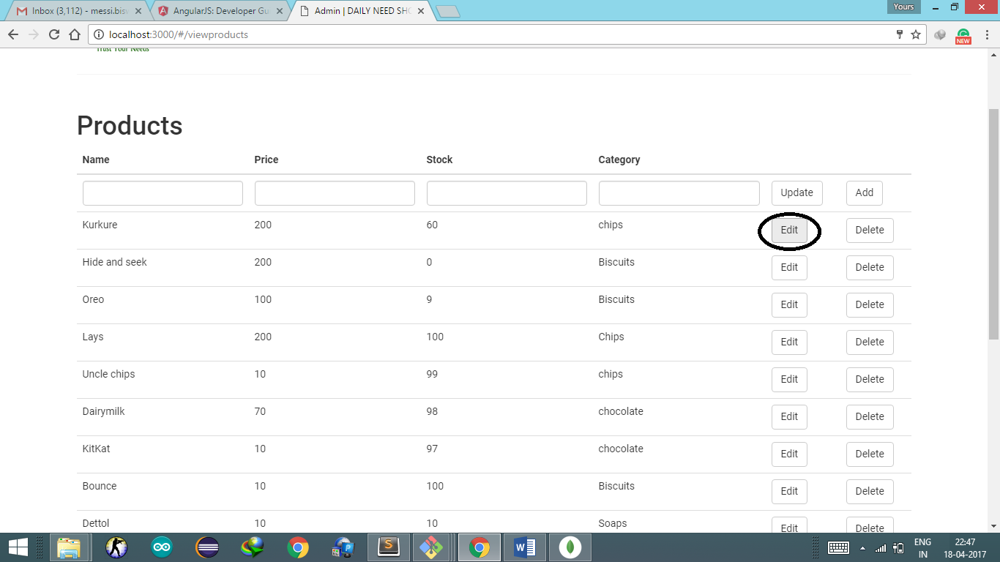 Yours
Inbox (3,112) - messi.bis
AngularJS: Developer Gu
Admin | DAILY NEED SHO
localhost:3000/#/viewproducts
NEW
Trust Your Needs
Products
Name Price Stock Category
Update Add
Kurkure 200 60 chips Edit Delete
Hide and seek 200 0 Biscuits Edit Delete
Oreo 100 9 Biscuits Edit Delete
Lays 200 100 Chips Edit Delete
Uncle chips 10 99 chips Edit Delete
Dairymilk 70 98 chocolate Edit Delete
KitKat 10 97 chocolate Edit Delete
Bounce 10 100 Biscuits Edit Delete
Dettol 10 10 Soaps Edit Delete
ENG 22:47
IN 18-04-2017